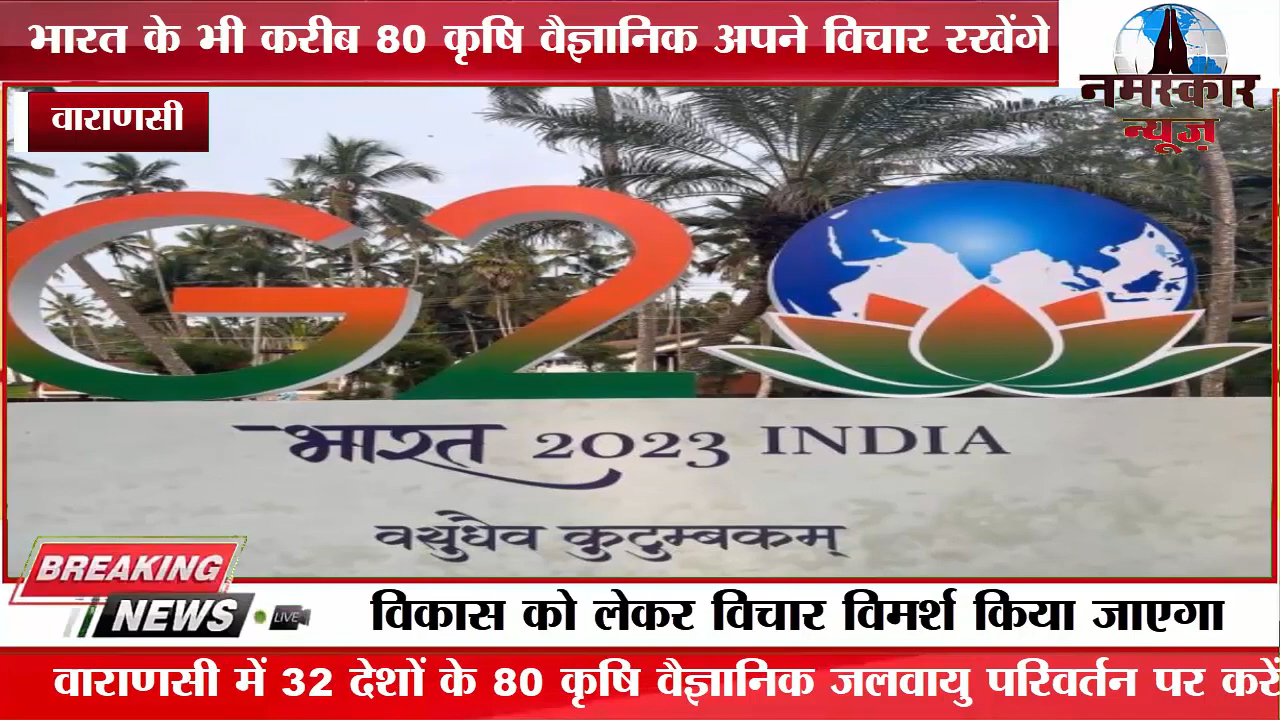 भारत के भी करीब 80 कृषि वैज्ञानिक अपने विचार रखेंगे
नमस्कार
न्यूज़
वाराणसी
G20
भारत 2023 INDIA
वसुधैव कुटुम्बकम्
BREAKING
NEWS
LIVE
विकास को लेकर विचार विमर्श किया जाएगा
वाराणसी में 32 देशों के 80 कृषि वैज्ञानिक जलवायु परिवर्तन पर करें